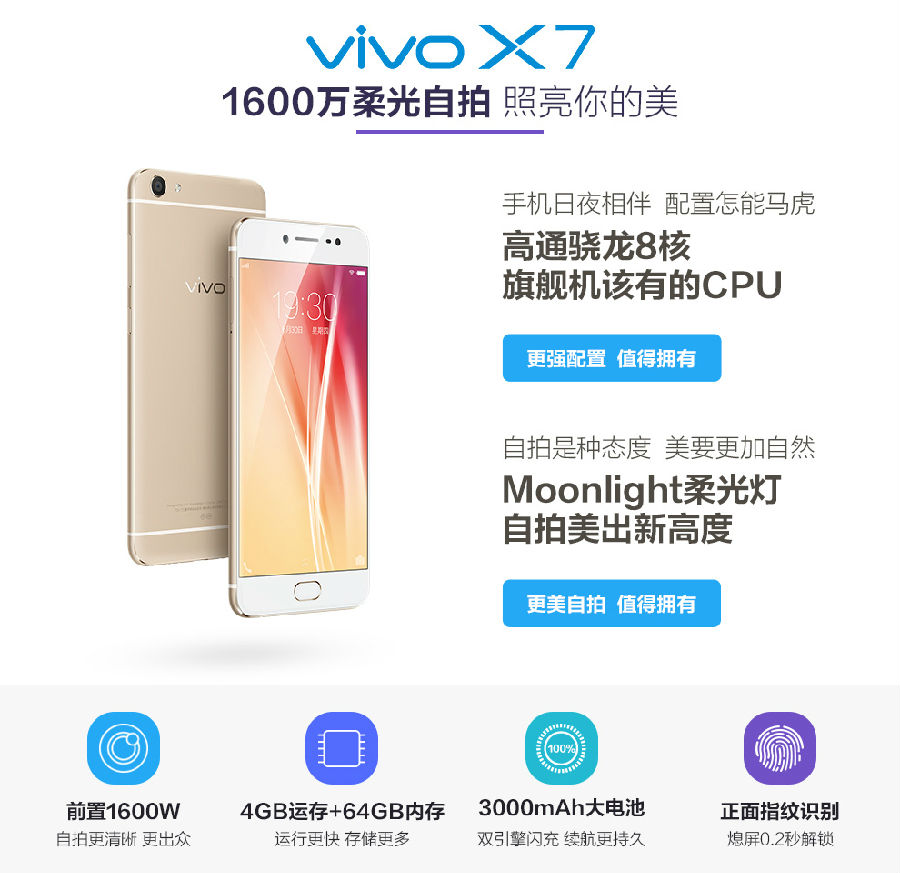 vivo X7
1600万柔光自拍 照亮你的美
手机日夜相伴 配置怎能马虎
高通骁龙8核
旗舰机该有的CPU
更强配置 值得拥有
vivo
19:30
星期四
自拍是种态度 美要更加自然
Moonlight柔光灯
自拍美出新高度
更美自拍 值得拥有
100%
前置1600W
自拍更清晰 更出众
4GB运存+64GB内存
运行更快 存储更多
3000mAh大电池
双引擎闪充 续航更持久
正面指纹识别
熄屏0.2秒解锁